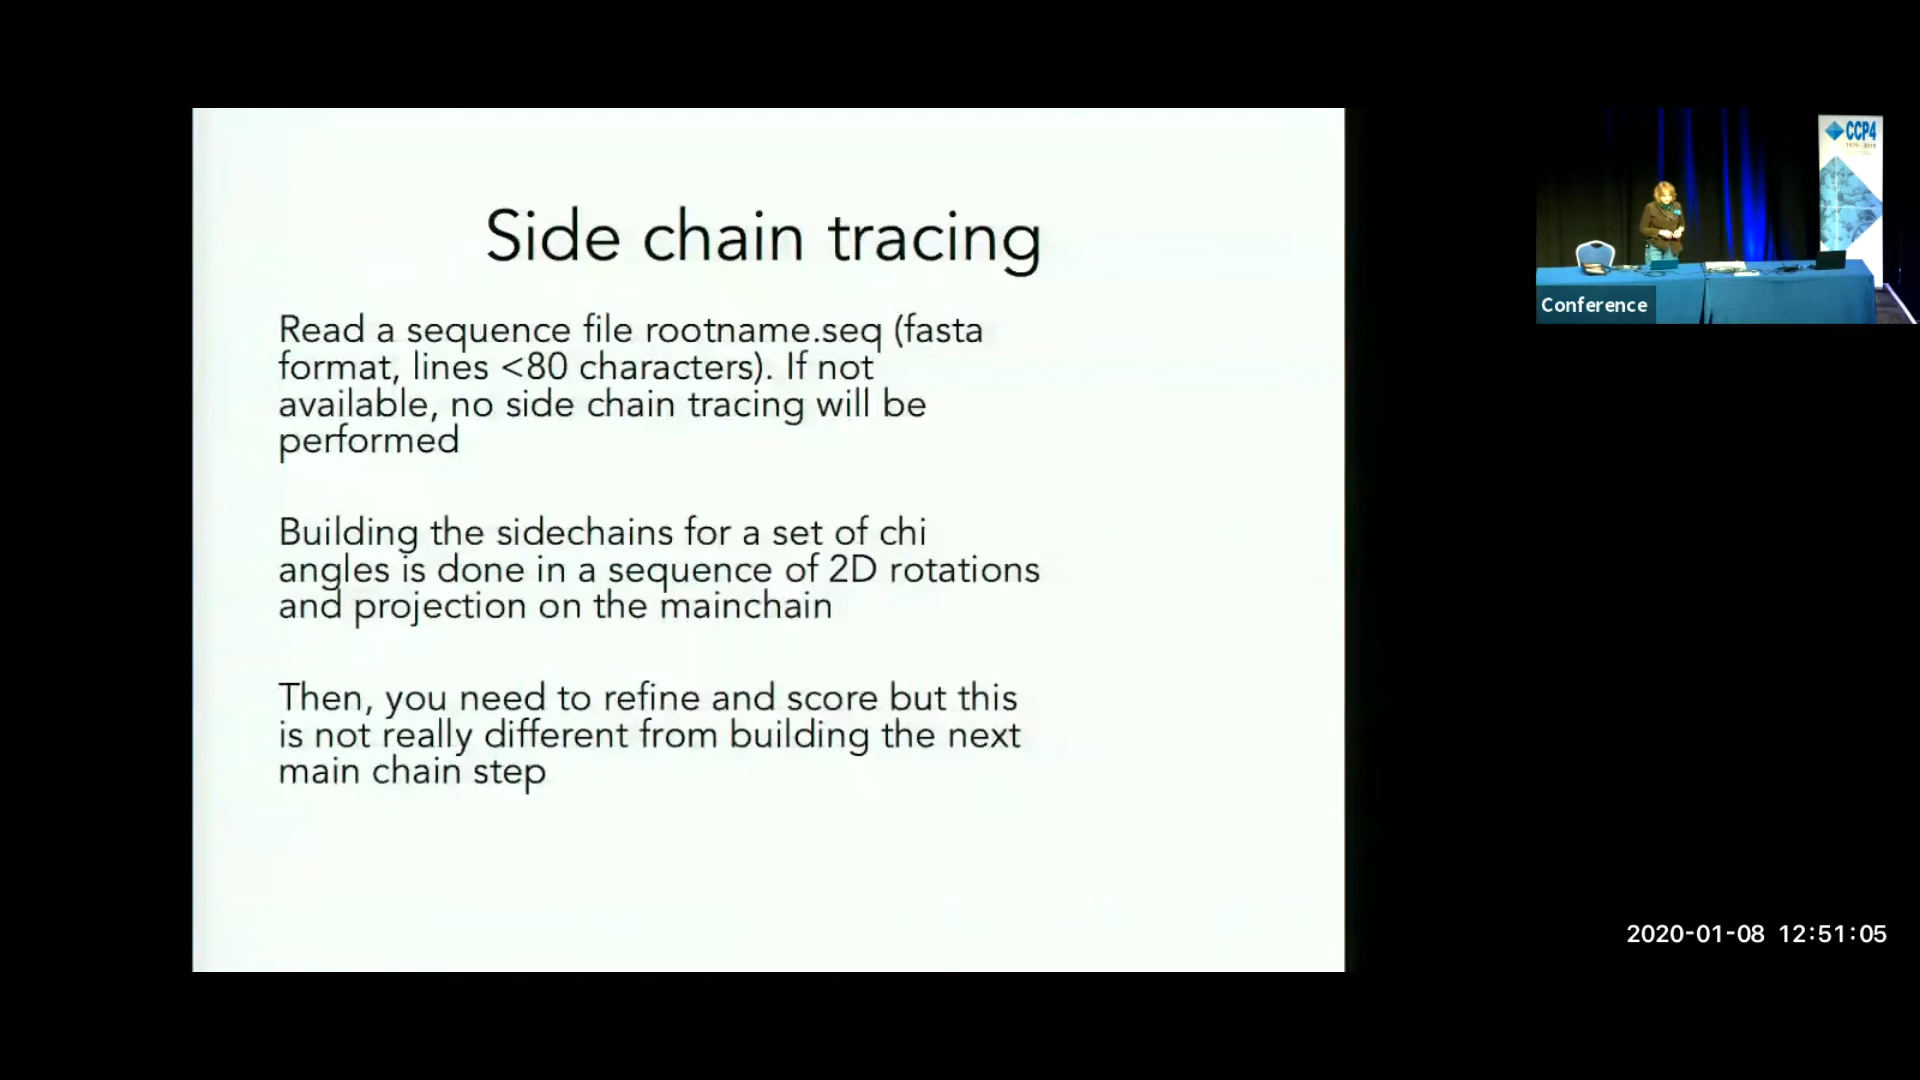 Side chain tracing
Read a sequence file rootname.seq (fasta
format, lines <80 characters). If not
available, no side chain tracing will be
performed
Building the sidechains for a set of chi
angles is done in a sequence of 2D rotations
and projection on the mainchain
Then, you need to refine and score but this
is not really different from building the next
main chain step
CCP4
Conference
2020-01-08 12:51:05